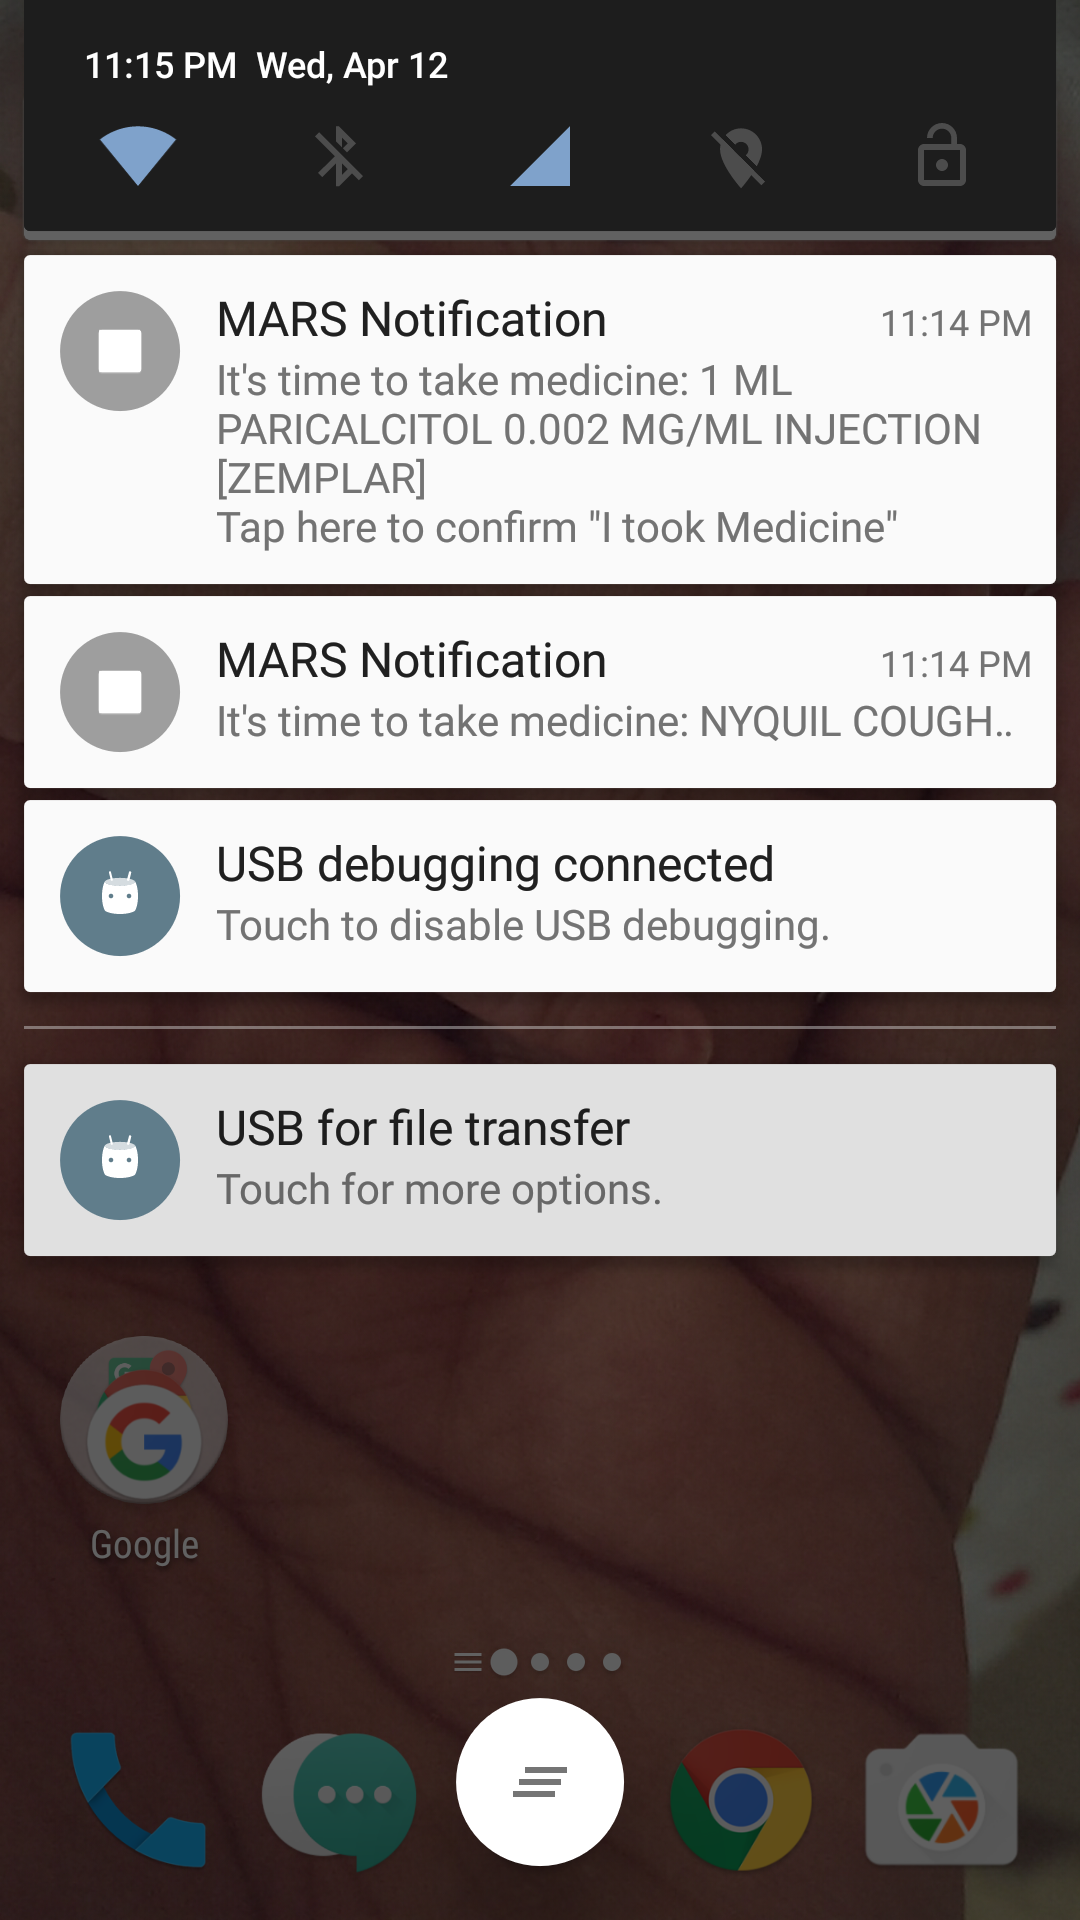 11:15 PM Wed, Apr 12
MARS Notification 11:14 PM
It's time to take medicine: 1 ML
PARICALCITOL 0.002 MG/ML INJECTION
[ZEMPLAR]
Tap here to confirm "I took Medicine"
MARS Notification 11:14 PM
It's time to take medicine: NYQUIL COUGH..
USB debugging connected
Touch to disable USB debugging.
USB for file transfer
Touch for more options.
Google